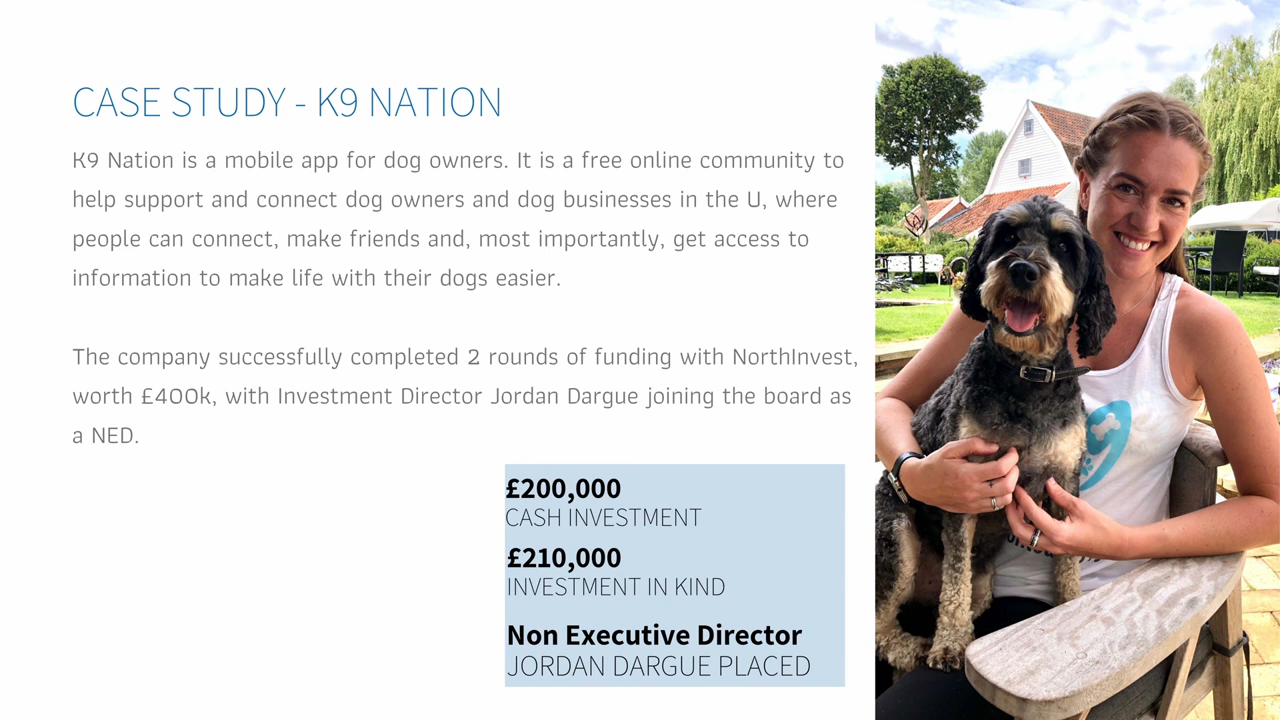 CASE STUDY - K9 NATION
K9 Nation is a mobile app for dog owners. It is a free online community to
help support and connect dog owners and dog businesses in the U, where
people can connect, make friends and, most importantly, get access to
information to make life with their dogs easier.
The company successfully completed 2 rounds of funding with NorthInvest,
worth £400k, with Investment Director Jordan Dargue joining the board as
a NED.
£200,000
CASH INVESTMENT
£210,000
INVESTMENT IN KIND
Non Executive Director
JORDAN DARGUE PLACED